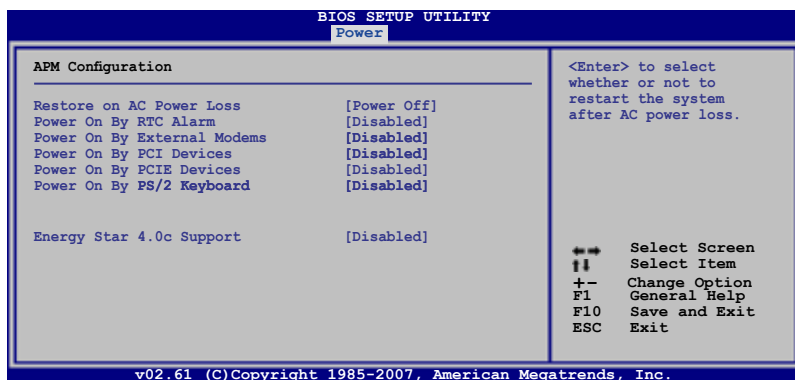 BIOS SETUP UTILITY
Power
APM Configuration
Restore on AC Power Loss [Power Off]
Power On By RTC Alarm [Disabled]
Power On By External Modems [Disabled]
Power On By PCI Devices [Disabled]
Power On By PCIE Devices [Disabled]
Power On By PS/2 Keyboard [Disabled]
Energy Star 4.0c Support [Disabled]
<Enter> to select
whether or not to
restart the system
after AC power loss.
←→ Select Screen
↑↓ Select Item
+- Change Option
F1 General Help
F10 Save and Exit
ESC Exit
v02.61 (C)Copyright 1985-2007, American Megatrends, Inc.